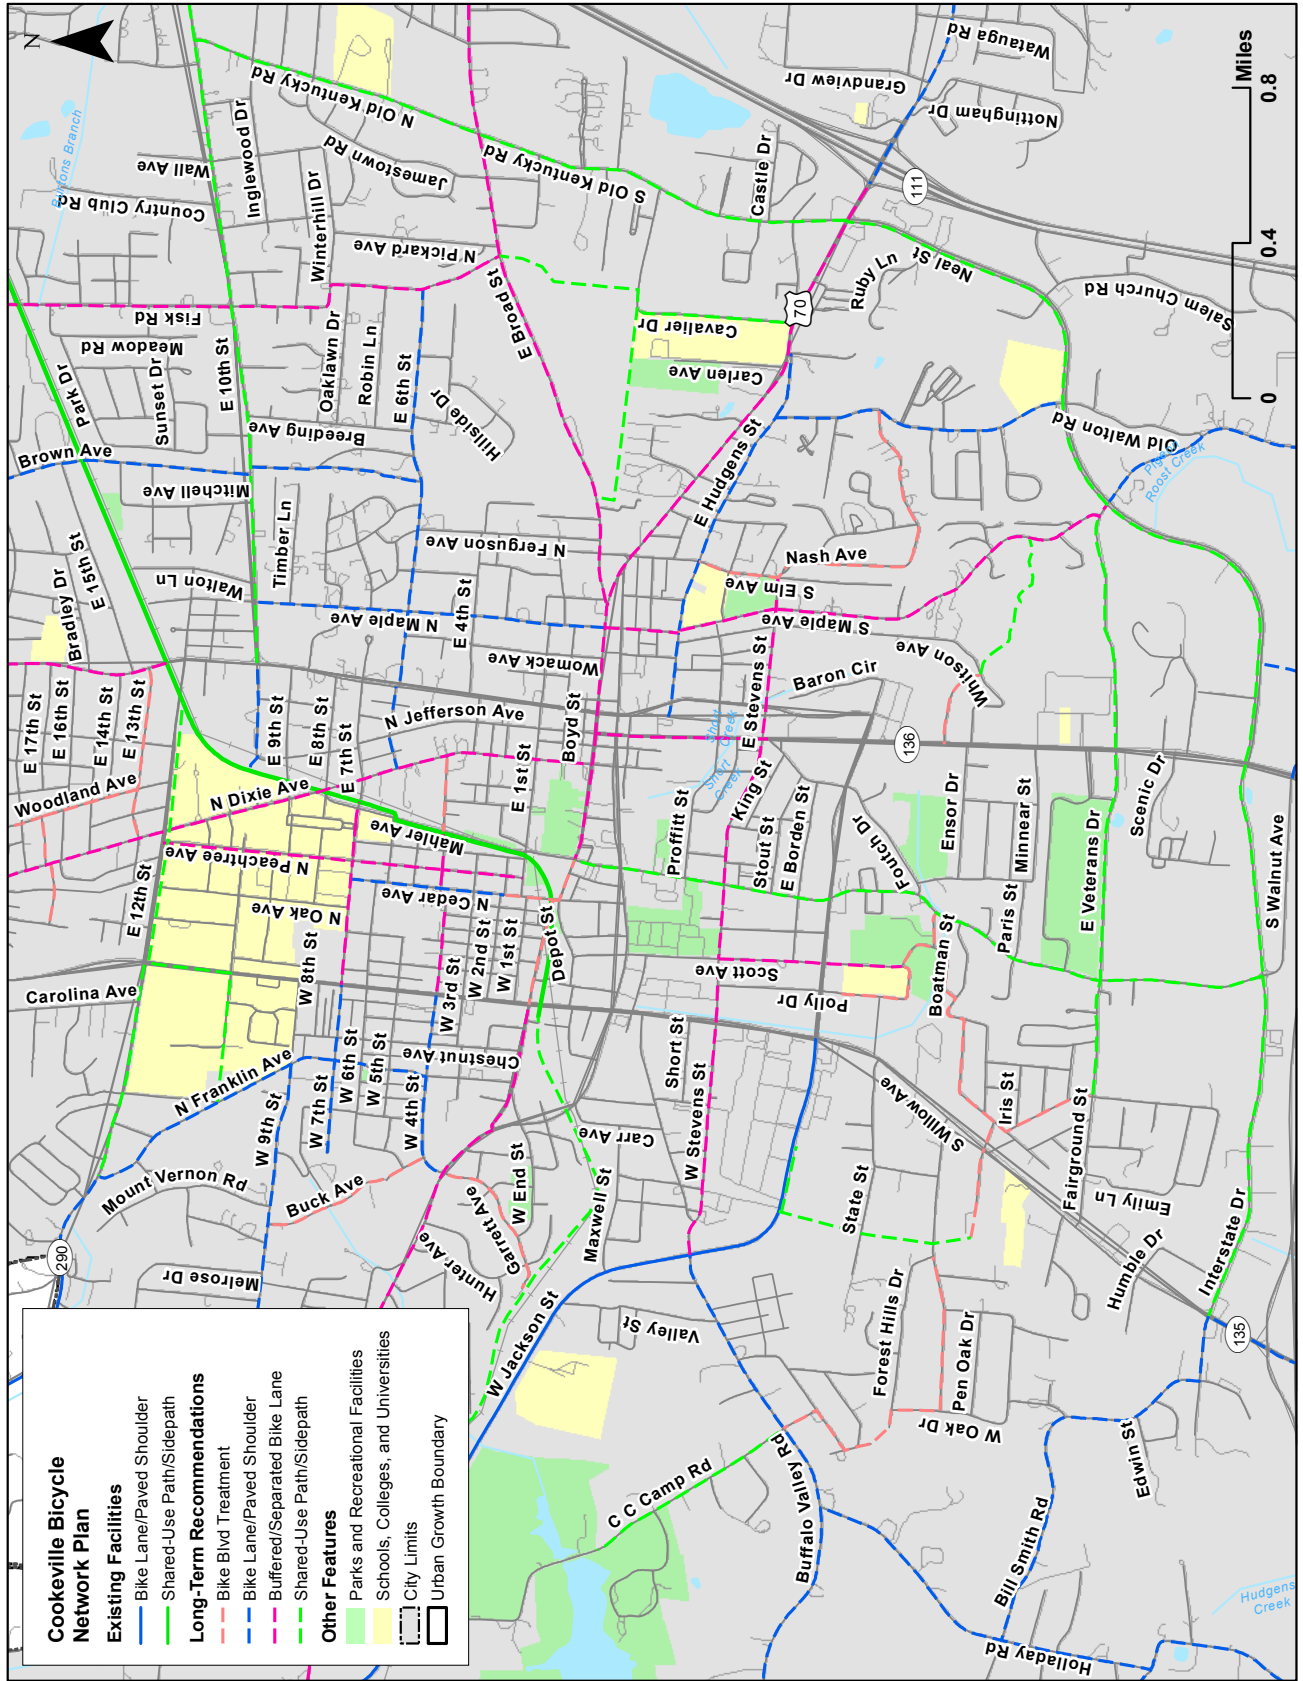 Cookeville Bicycle
Network Plan
Existing Facilities
Bike Lane/Paved Shoulder
Shared-Use Path/Sidepath
Long-Term Recommendations
Bike Blvd Treatment
Bike Lane/Paved Shoulder
Buffered/Separated Bike Lane
Shared-Use Path/Sidepath
Other Features
Parks and Recreational Facilities
Schools, Colleges, and Universities
City Limits
Urban Growth Boundary
N
0
0.4
0.8
Miles
290
Melrose Dr
Mount Vernon Rd
Buck Ave
W 9th St
N Franklin Ave
Carolina Ave
E 12th St
W 8th St
W 7th St
W 6th St
W 5th St
W 4th St
W 3rd St
W 2nd St
W 1st St
Chestnut Ave
N Oak Ave
N Peachtree Ave
N Cedar Ave
Mahler Ave
N Dixie Ave
Woodland Ave
E 17th St
E 16th St
E 14th St
E 13th St
Bradley Dr
E 15th St
E 9th St
E 8th St
E 7th St
N Jefferson Ave
E 1st St
Boyd St
Womack Ave
E 4th St
N Maple Ave
N Ferguson Ave
Walton Ln
Timber Ln
Mitchell Ave
Brown Ave
Park Dr
Sunset Dr
Meadow Rd
Fisk Rd
E 10th St
Breeding Ave
Oaklawn Dr
Robin Ln
E 6th St
Hillside Dr
Winterhill Dr
Inglewood Dr
Country Club Rd
Wall Ave
Buttons Branch
N Pickard Ave
Jamestown Rd
N Old Kentucky Rd
S Old Kentucky Rd
E Broad St
Castle Dr
Grandview Dr
Watauga Rd
Nottingham Dr
111
70
Ruby Ln
Neal St
Salem Church Rd
Cavalier Dr
Carlen Ave
E Hudgens St
Old Walton Rd
Pigeon
Roost Creek
Nash Ave
S Elm Ave
S Maple Ave
Whitson Ave
Baron Cir
E Stevens St
Short
Creek
Short
Creek
136
King St
Proffitt St
Stout St
E Borden St
Foutch Dr
Ensor Dr
Minnear St
Paris St
E Veterans Dr
Scenic Dr
S Walnut Ave
Boatman St
Scott Ave
Polly Dr
Depot St
Short St
W Stevens St
Carr Ave
Maxwell St
W End St
Garrett Ave
Hunter Ave
W Jackson St
Valley St
S Willow Ave
Iris St
Fairground St
Emily Ln
Humble Dr
Interstate Dr
135
State St
Forest Hills Dr
Pen Oak Dr
W Oak Dr
C C Camp Rd
Buffalo Valley Rd
Bill Smith Rd
Edwin St
Holladay Rd
Hudgens
Creek